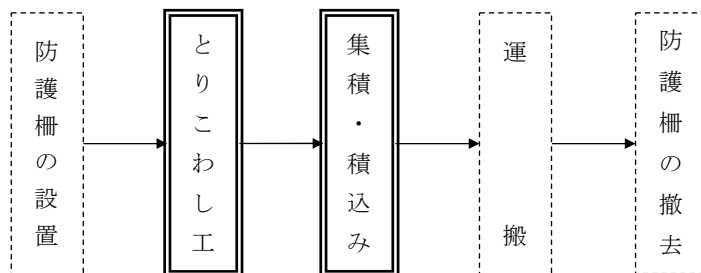 防護柵の設置
とりこわし工
集積・積込み
運搬
防護柵の撤去